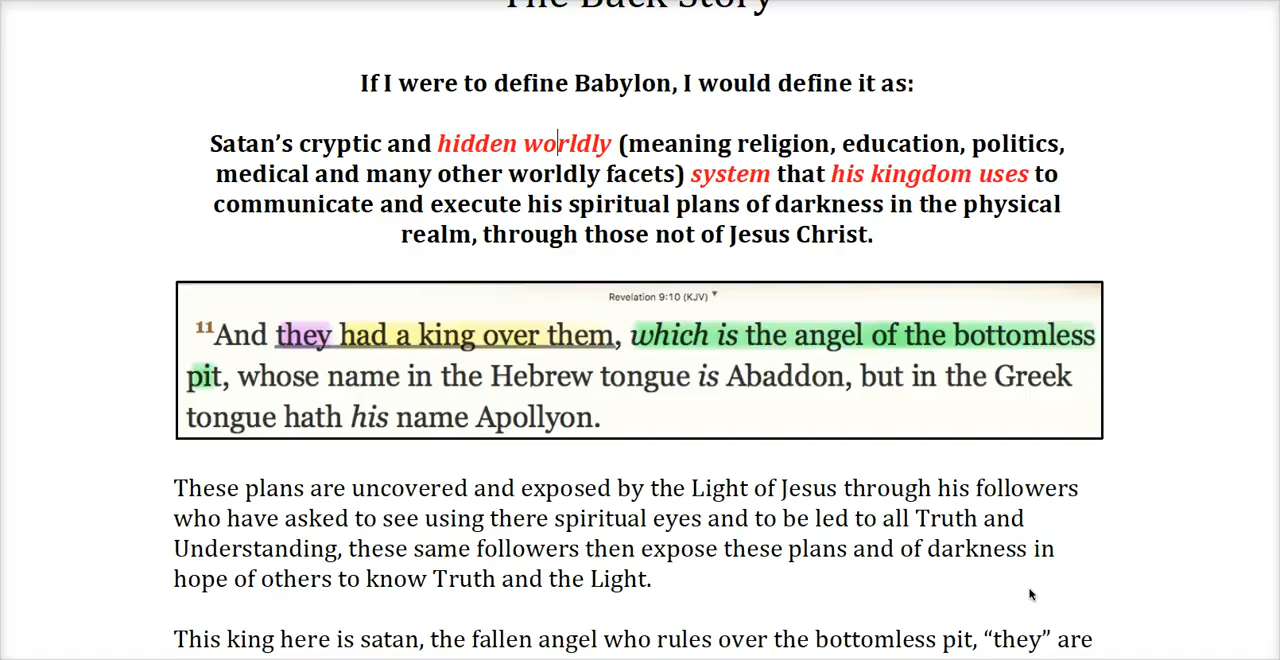 The Back Story
If I were to define Babylon, I would define it as:
Satan’s cryptic and hidden worldly (meaning religion, education, politics,
medical and many other worldly facets) system that his kingdom uses to
communicate and execute his spiritual plans of darkness in the physical
realm, through those not of Jesus Christ.
Revelation 9:10 (KJV)
11And they had a king over them, which is the angel of the bottomless
pit, whose name in the Hebrew tongue is Abaddon, but in the Greek
tongue hath his name Apollyon.
These plans are uncovered and exposed by the Light of Jesus through his followers
who have asked to see using there spiritual eyes and to be led to all Truth and
Understanding, these same followers then expose these plans and of darkness in
hope of others to know Truth and the Light.
This king here is satan, the fallen angel who rules over the bottomless pit, “they” are